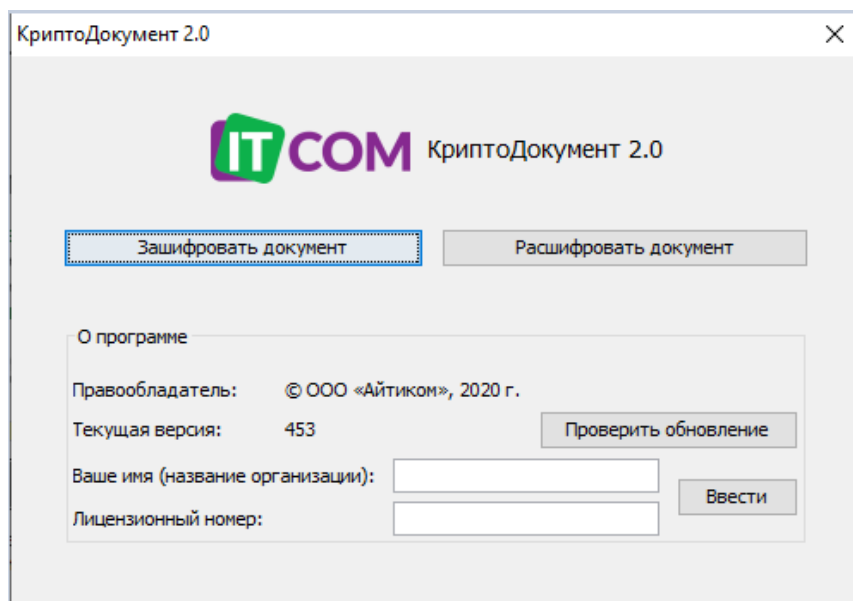 КриптоДокумент 2.0
IT COM КриптоДокумент 2.0
Зашифровать документ Расшифровать документ
О программе
Правообладатель: © ООО «Айтиком», 2020 г.
Текущая версия: 453 Проверить обновление
Ваше имя (название организации):
Ввести
Лицензионный номер: